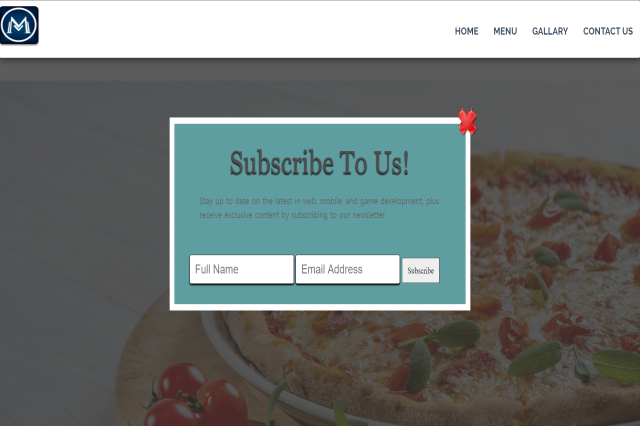 M
HOME MENU GALLARY CONTACT US
Subscribe To Us!
Stay up to date on the latest in web, mobile, and game development, plus
receive exclusive content by subscribing to our newsletter.
Full Name Email Address Subscribe